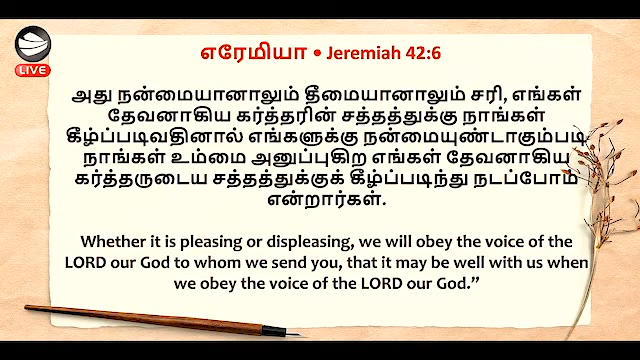 எரேமியா • Jeremiah 42:6
LIVE
அது நன்மையானாலும் தீமையானாலும் சரி, எங்கள்
தேவனாகிய கர்த்தரின் சத்தத்துக்கு நாங்கள்
கீழ்ப்படிவதினால் எங்களுக்கு நன்மையுண்டாகும்படி
நாங்கள் உம்மை அனுப்புகிற எங்கள் தேவனாகிய
கர்த்தருடைய சத்தத்துக்குக் கீழ்ப்படிந்து நடப்போம்
என்றார்கள்.
Whether it is pleasing or displeasing, we will obey the voice of the
LORD our God to whom we send you, that it may be well with us when
we obey the voice of the LORD our God.”